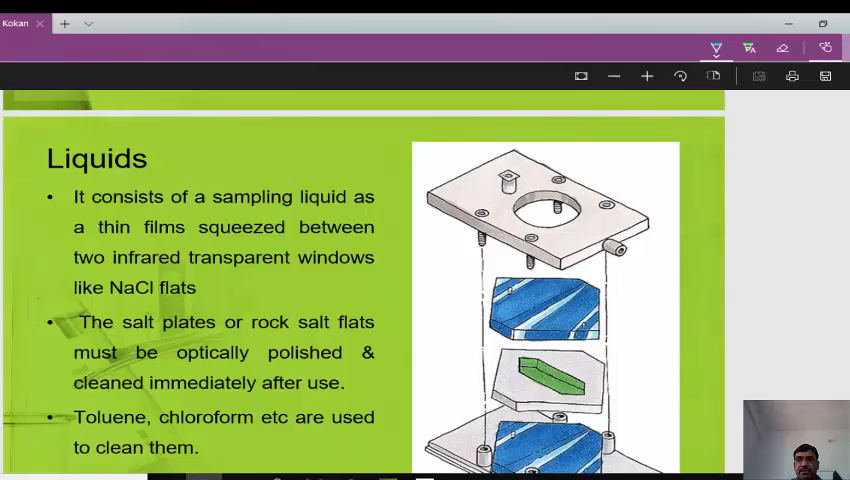 Kokan
Liquids
• It consists of a sampling liquid as
a thin films squeezed between
two infrared transparent windows
like NaCl flats
• The salt plates or rock salt flats
must be optically polished &
cleaned immediately after use.
• Toluene, chloroform etc are used
to clean them.